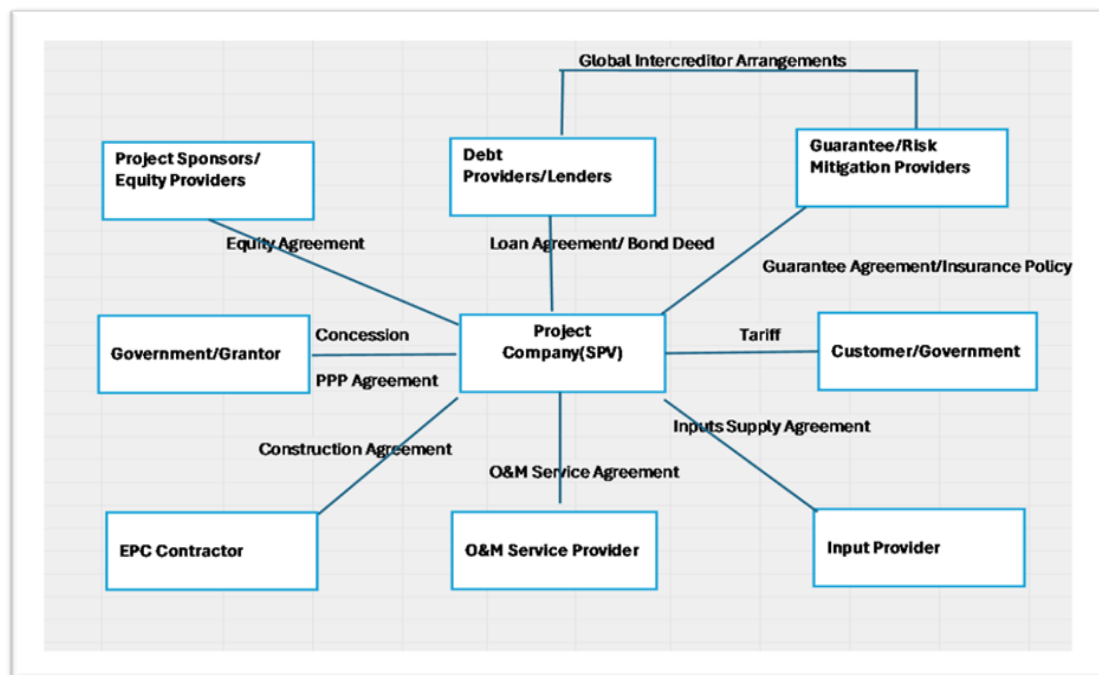 Global Intercreditor Arrangements
Project Sponsors/
Equity Providers
Debt
Providers/Lenders
Guarantee/Risk
Mitigation Providers
Equity Agreement
Loan Agreement/ Bond Deed
Guarantee Agreement/Insurance Policy
Government/Grantor
Concession
PPP Agreement
Project
Company(SPV)
Tariff
Customer/Government
Construction Agreement
O&M Service Agreement
Inputs Supply Agreement
EPC Contractor
O&M Service Provider
Input Provider